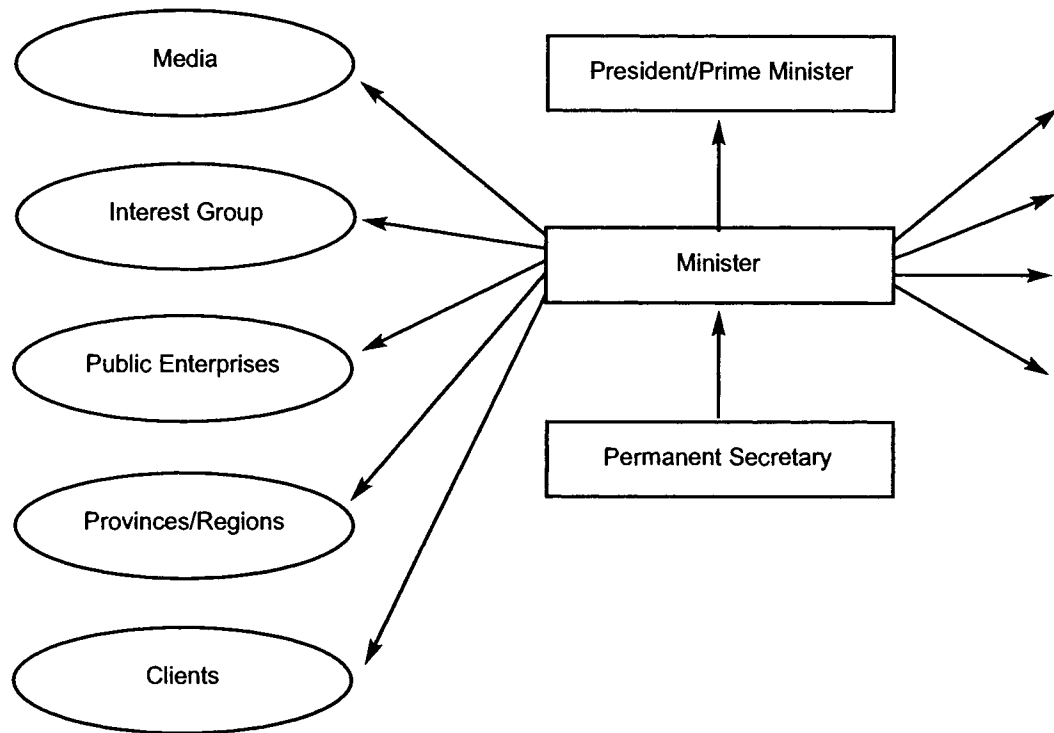 Media
President/Prime Minister
Interest Group
Minister
Public Enterprises
Permanent Secretary
Provinces/Regions
Clients